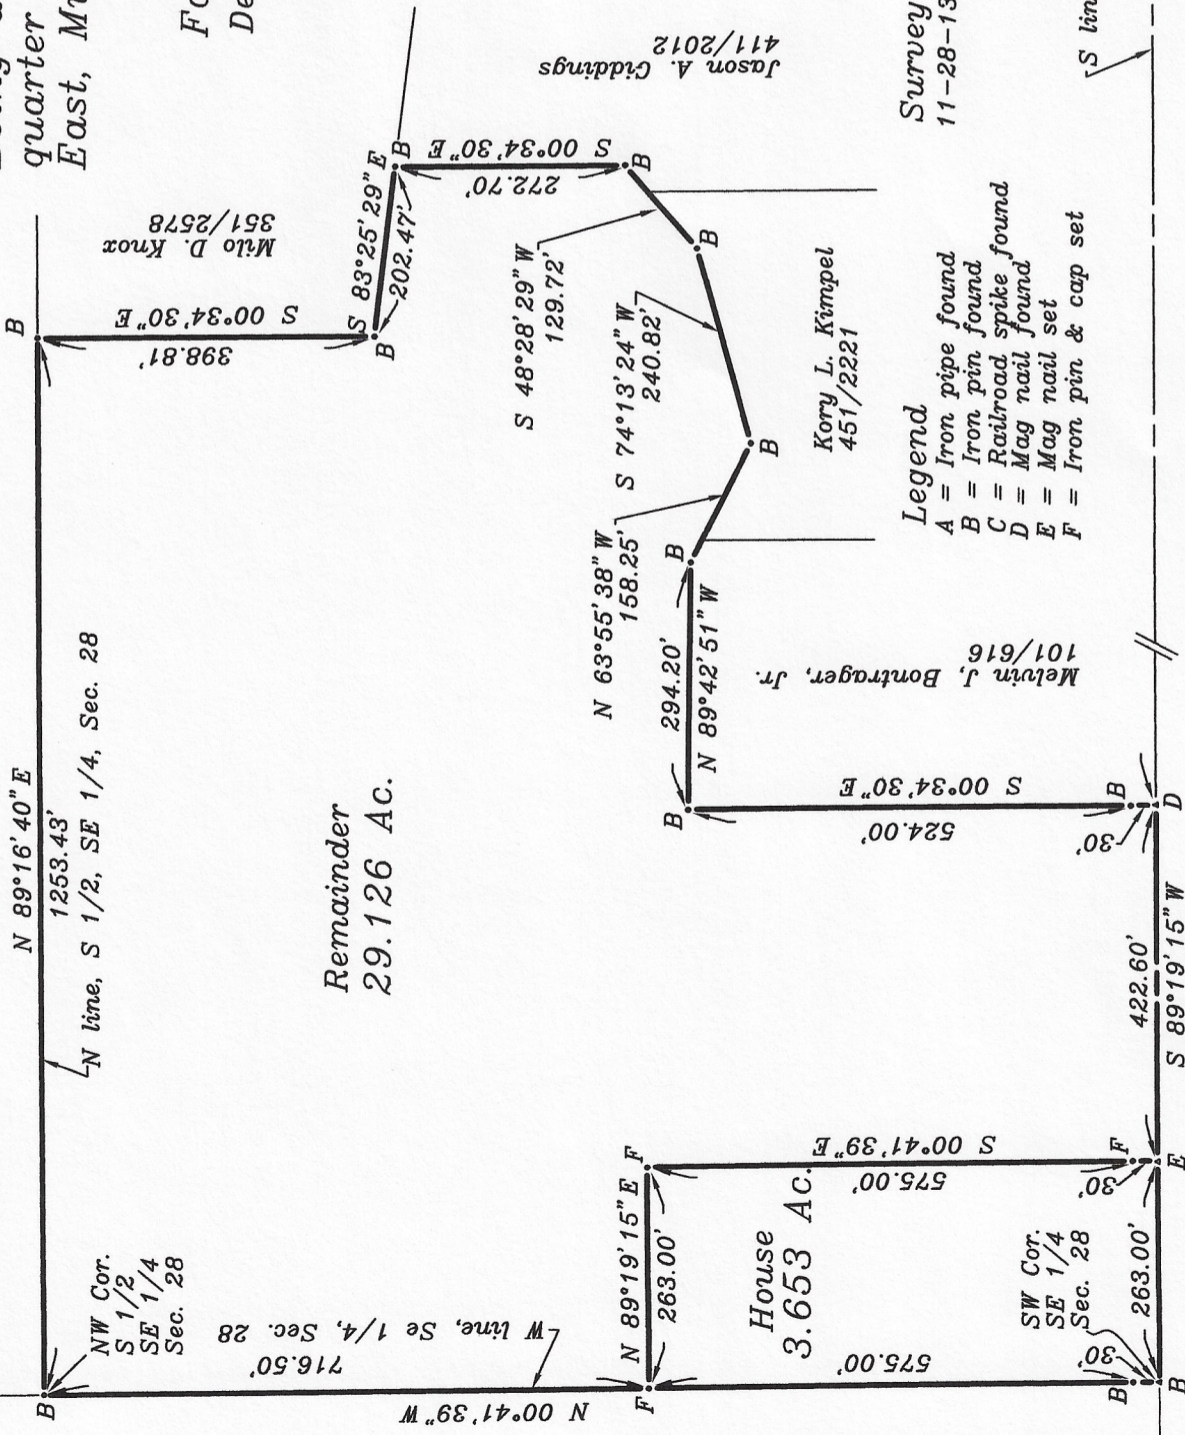 quarter
East, Mu
Fo
De
N 89°16'40" E
1253.43'
N line, S 1/2, SE 1/4, Sec. 28
B
B
NW Cor.
S 1/2
SE 1/4
Sec. 28
716.50'
W line, Se 1/4, Sec. 28
N 00°41'39" W
Remainder
29.126 Ac.
398.81'
S 00°34'30" E
Milo D. Knox
351/2578
B
S 83°25'29" E
202.47'
B
272.70'
S 00°34'30" E
Jason A. Giddings
411/2012
B
S 48°28'29" W
129.72'
B
S 74°13'24" W
240.82'
B
Kory L. Kimpel
451/2221
N 63°55'38" W
158.25'
B
294.20'
N 89°42'51" W
B
Melvin J, Bontrager, Jr.
101/616
524.00'
S 00°34'30" E
B
30'
D
422.60'
S 89°19'15" W
F
N 89°19'15" E
263.00'
F
575.00'
S 00°41'39" E
F
30'
E
House
3.653 Ac.
575.00'
SW Cor.
SE 1/4
Sec. 28
263.00'
30'
B
B
Legend
A = Iron pipe found
B = Iron pin found
C = Railroad spike found
D = Mag nail found
E = Mag nail set
F = Iron pin & cap set
Survey
11-28-13
S lin